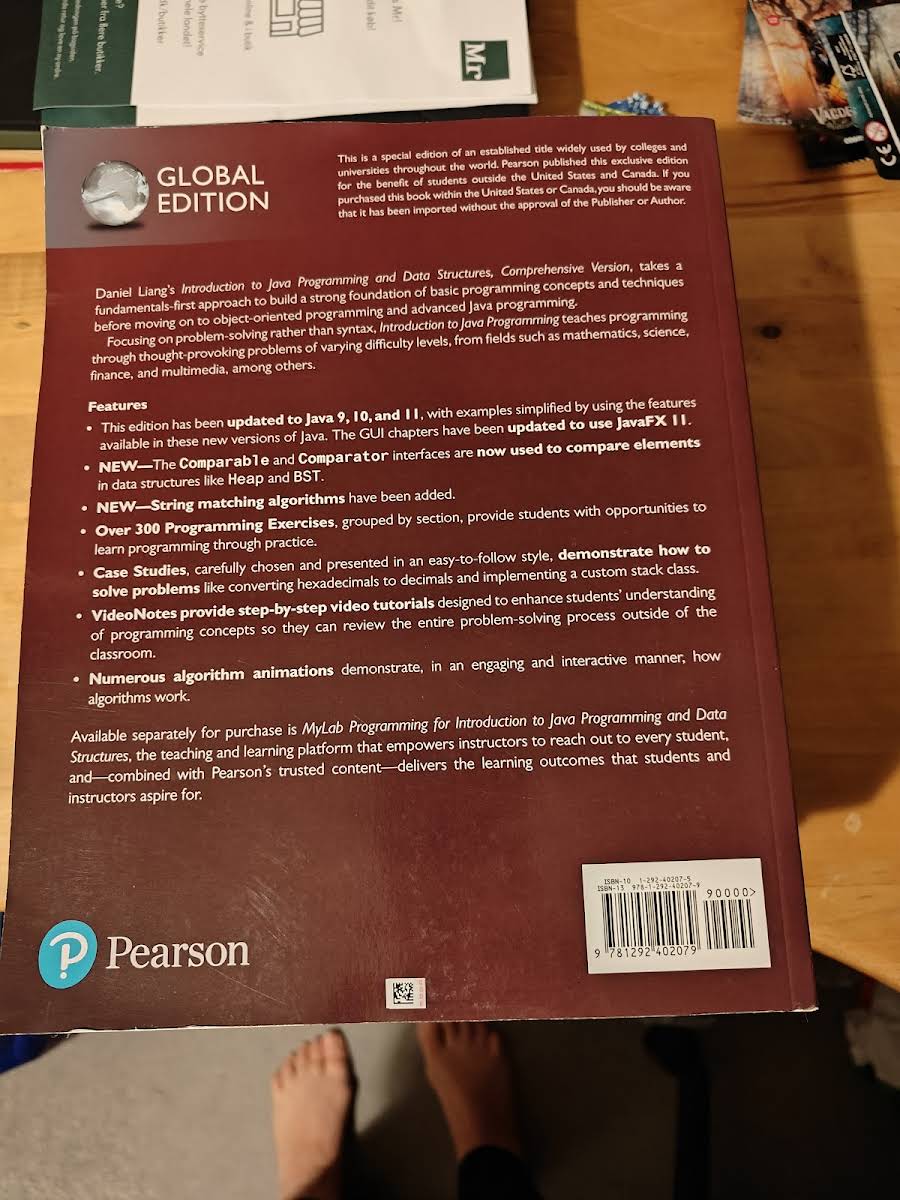 er fra flere butikker.
k/butikker
bytteservice
hele landet!
nline & i butik
dit køb!
s Mr!
Mr
VARDE
CE
GLOBAL
EDITION
This is a special edition of an established title widely used by colleges and
universities throughout the world. Pearson published this exclusive edition
for the benefit of students outside the United States and Canada. If you
purchased this book within the United States or Canada, you should be aware
that it has been imported without the approval of the Publisher or Author.
Daniel Liang's Introduction to Java Programming and Data Structures, Comprehensive Version, takes a
fundamentals-first approach to build a strong foundation of basic programming concepts and techniques
before moving on to object-oriented programming and advanced Java programming.
Focusing on problem-solving rather than syntax, Introduction to Java Programming teaches programming
through thought-provoking problems of varying difficulty levels, from fields such as mathematics, science,
finance, and multimedia, among others.
Features
• This edition has been updated to Java 9, 10, and 11, with examples simplified by using the features
available in these new versions of Java. The GUI chapters have been updated to use JavaFX 11.
• NEW—The Comparable and Comparator interfaces are now used to compare elements
in data structures like Heap and BST.
• NEW—String matching algorithms have been added.
• Over 300 Programming Exercises, grouped by section, provide students with opportunities to
learn programming through practice.
• Case Studies, carefully chosen and presented in an easy-to-follow style, demonstrate how to
solve problems like converting hexadecimals to decimals and implementing a custom stack class.
• VideoNotes provide step-by-step video tutorials designed to enhance students' understanding
of programming concepts so they can review the entire problem-solving process outside of the
classroom.
• Numerous algorithm animations demonstrate, in an engaging and interactive manner, how
algorithms work.
Available separately for purchase is MyLab Programming for Introduction to Java Programming and Data
Structures, the teaching and learning platform that empowers instructors to reach out to every student,
and—combined with Pearson's trusted content—delivers the learning outcomes that students and
instructors aspire for.
ISBN-10 1-292-40207-5
ISBN-13 978-1-292-40207-9
90000>
9 781292 402079
P Pearson